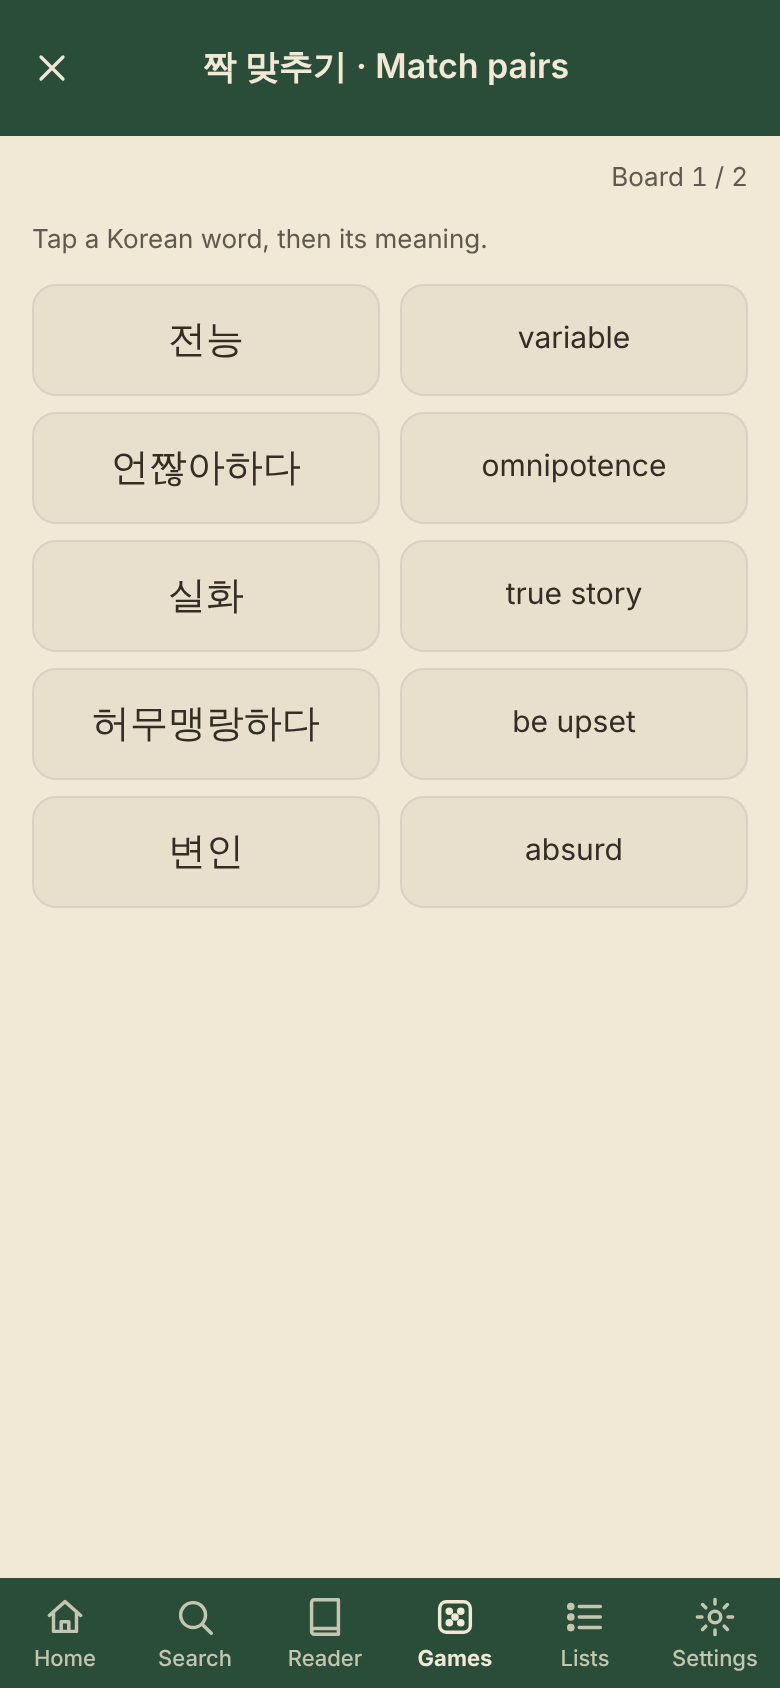 짝 맞추기 · Match pairs
Board 1 / 2
Tap a Korean word, then its meaning.
전능
variable
언짢아하다
omnipotence
실화
true story
허무맹랑하다
be upset
변인
absurd
Home
Search
Reader
Games
Lists
Settings